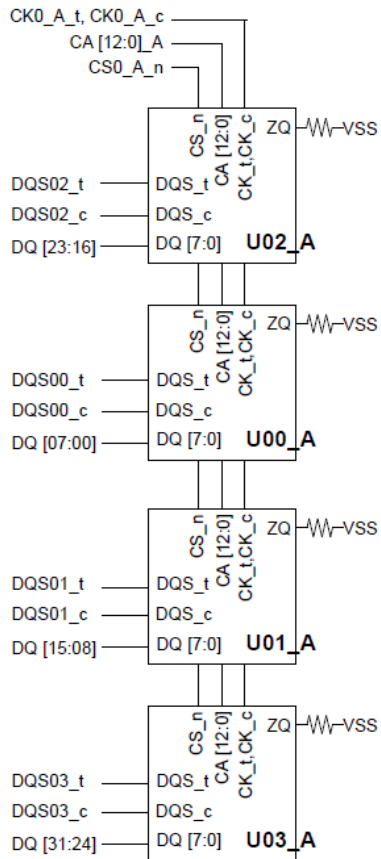 CK0_A_t, CK0_A_c
CA [12:0]_A
CS0_A_n
CS_n
CA [12:0]
CK_t,CK_c
ZQ
VSS
DQS02_t
DQS_t
DQS02_c
DQS_c
DQ [23:16]
DQ [7:0]
U02_A
CS_n
CA [12:0]
CK_t,CK_c
ZQ
VSS
DQS00_t
DQS_t
DQS00_c
DQS_c
DQ [07:00]
DQ [7:0]
U00_A
CS_n
CA [12:0]
CK_t,CK_c
ZQ
VSS
DQS01_t
DQS_t
DQS01_c
DQS_c
DQ [15:08]
DQ [7:0]
U01_A
CS_n
CA [12:0]
CK_t,CK_c
ZQ
VSS
DQS03_t
DQS_t
DQS03_c
DQS_c
DQ [31:24]
DQ [7:0]
U03_A